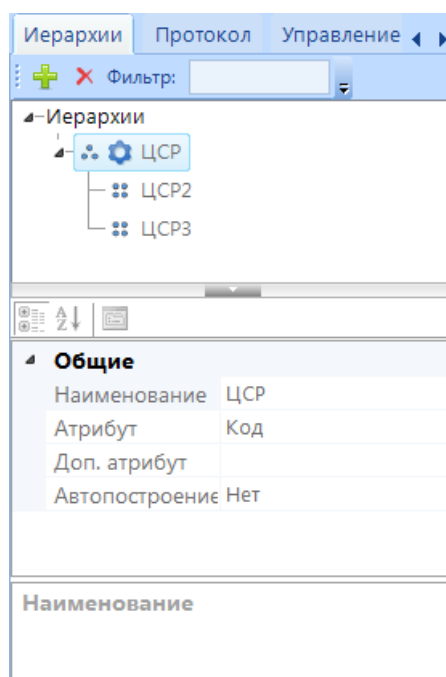 Иерархии Протокол Управление
Фильтр:
Иерархии
ЦСР
ЦСР2
ЦСР3
Общие
Наименование ЦСР
Атрибут Код
Доп. атрибут
Автопостроение Нет
Наименование